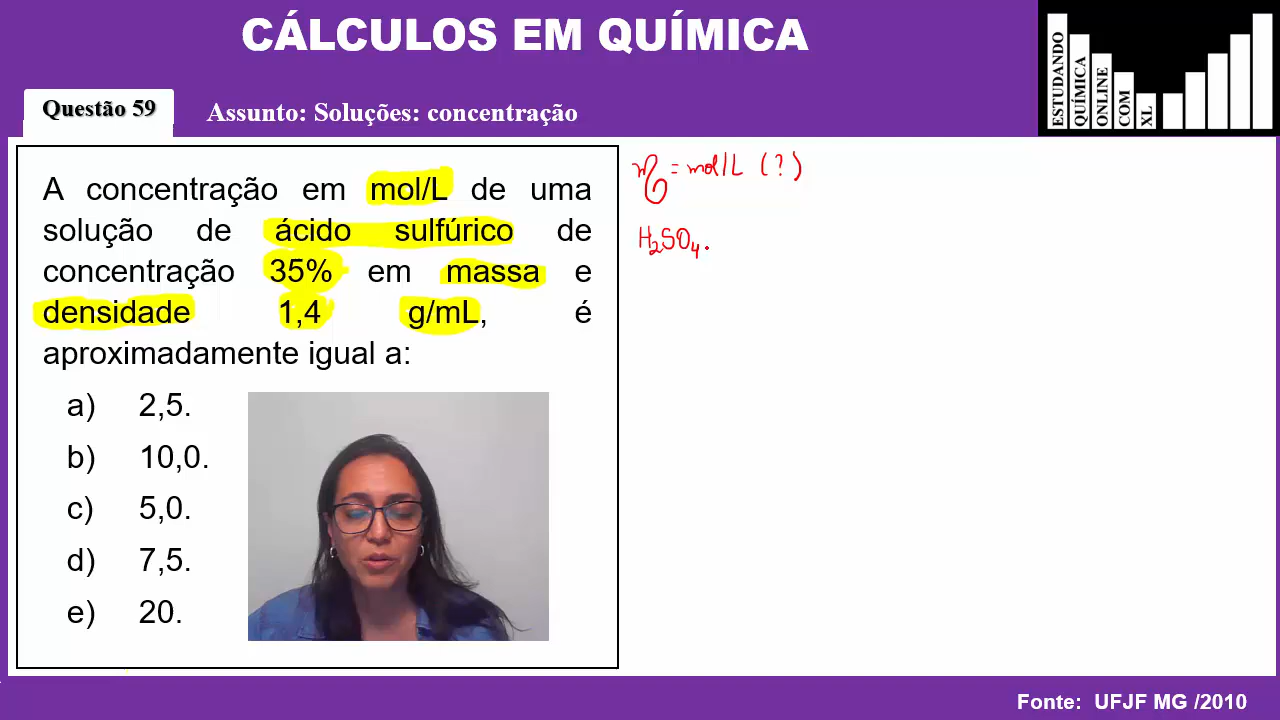 CÁLCULOS EM QUÍMICA
ESTUDANDO
QUÍMICA
ONLINE
COM
XL
Questão 59
Assunto: Soluções: concentração
A concentração em mol/L de uma
solução de ácido sulfúrico de
concentração 35% em massa e
densidade 1,4 g/mL, é
aproximadamente igual a:
a) 2,5.
b) 10,0.
c) 5,0.
d) 7,5.
e) 20.
= mol/L (?)
H₂SO₄.
Fonte: UFJF MG /2010